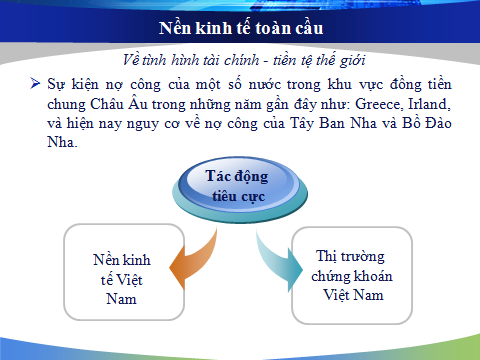 Nền kinh tế toàn cầu
Về tình hình tài chính - tiền tệ thế giới
Sự kiện nợ công của một số nước trong khu vực đồng tiền
chung Châu Âu trong những năm gần đây như: Greece, Irland,
và hiện nay nguy cơ về nợ công của Tây Ban Nha và Bồ Đào
Nha.
Tác động
tiêu cực
Nền kinh
tế Việt
Nam
Thị trường
chứng khoán
Việt Nam